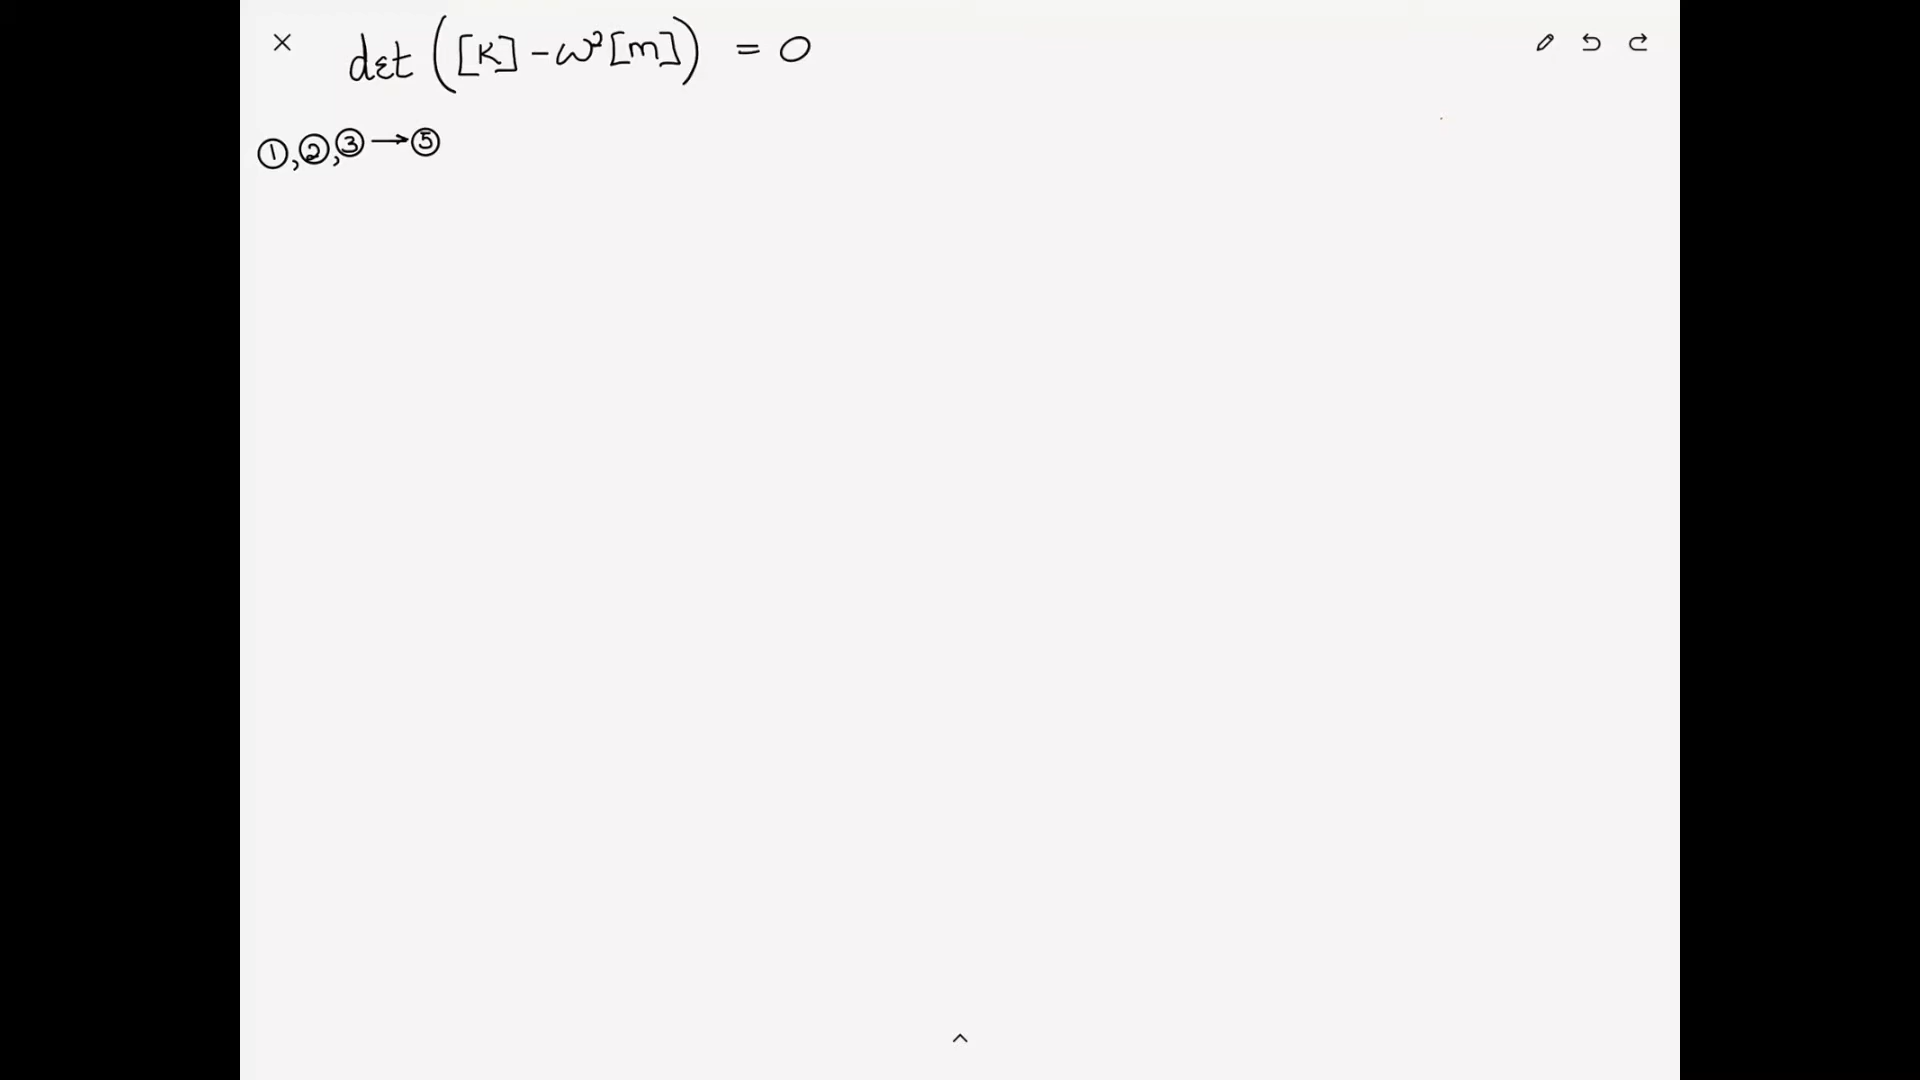 det ([K] - ω²[m]) = 0
①,②,③ → ⑤